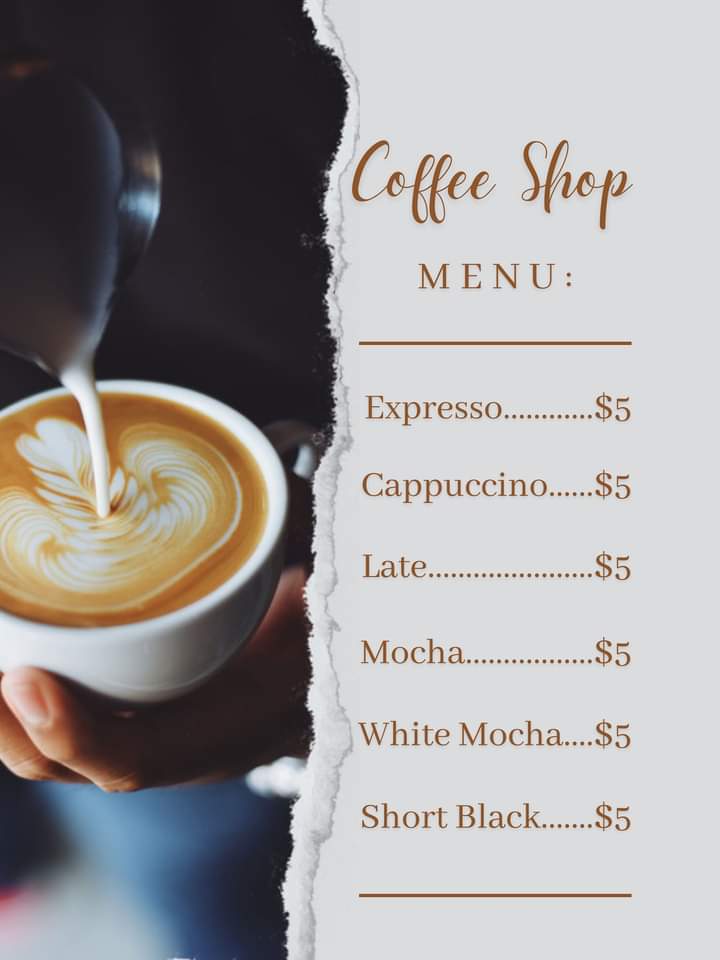 Coffee Shop
MENU:
Expresso............$5
Cappuccino......$5
Late......................$5
Mocha.................$5
White Mocha....$5
Short Black.......$5